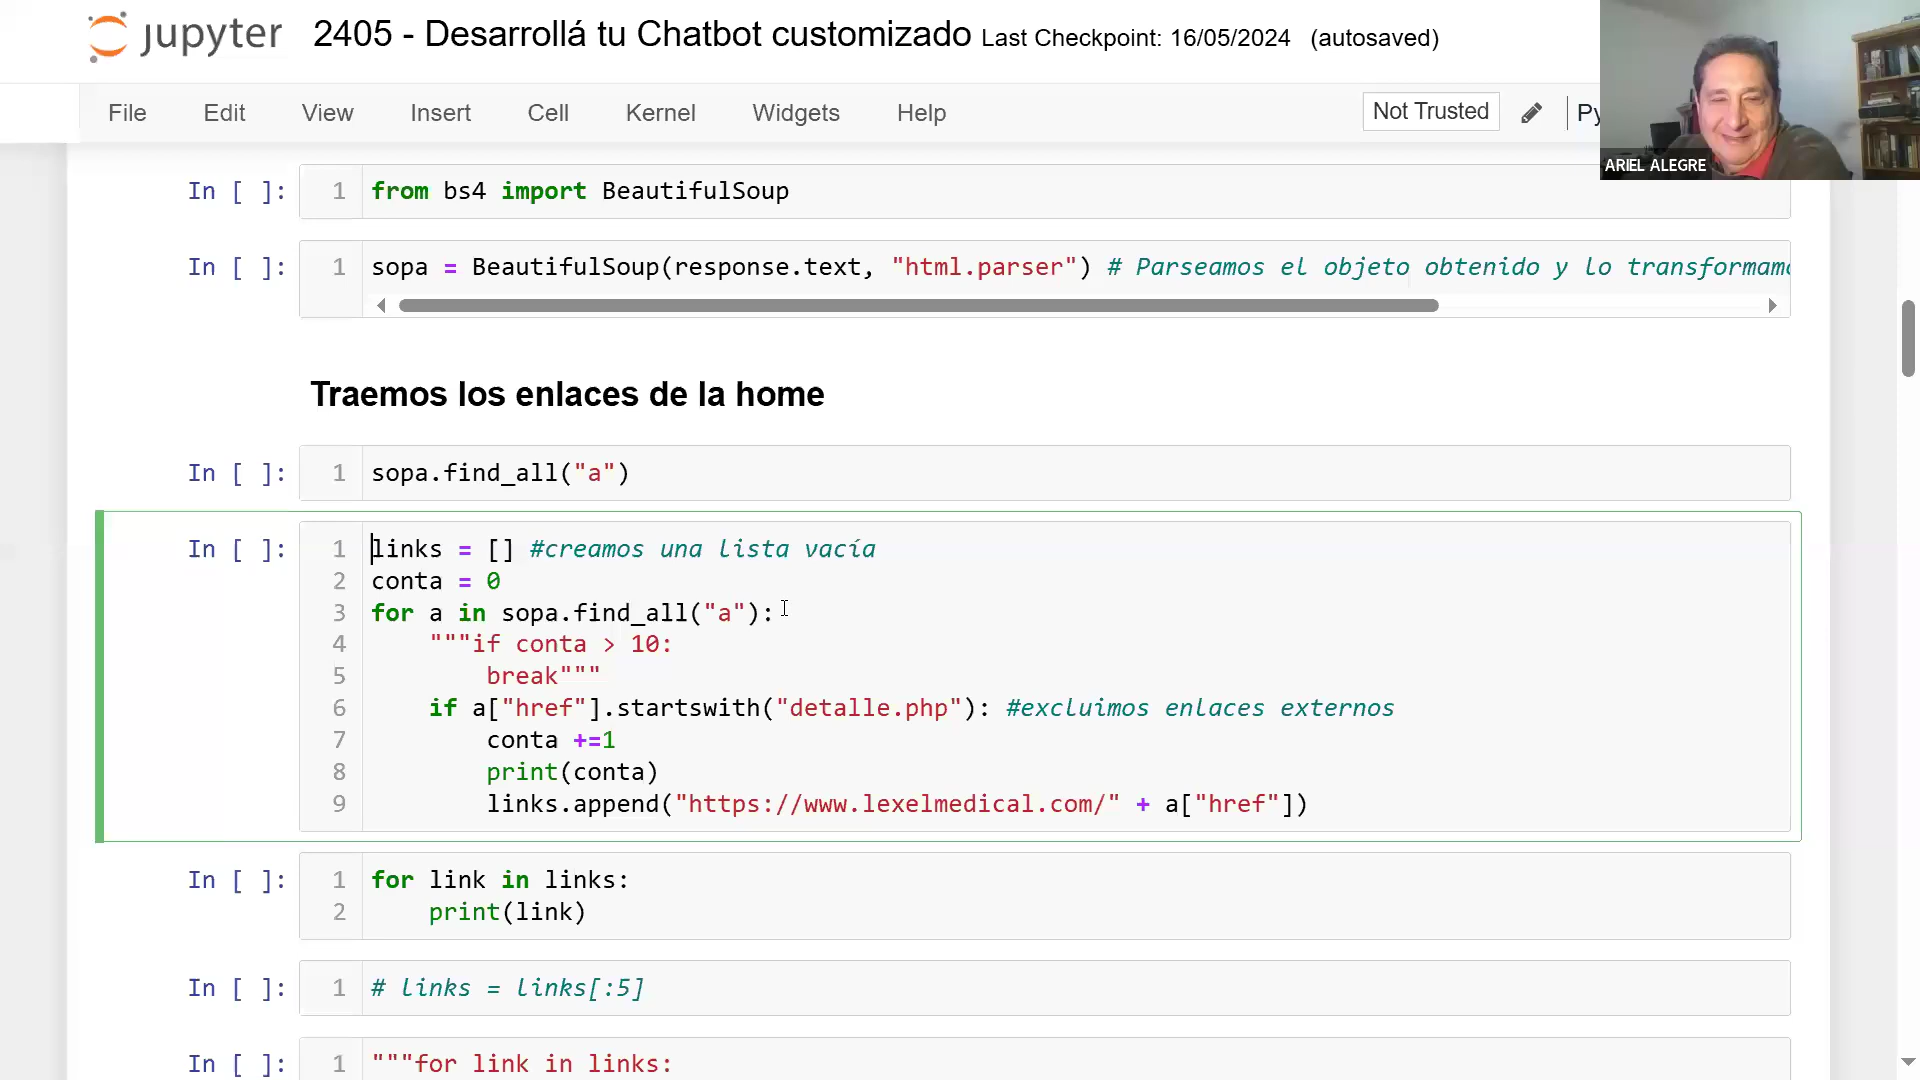 jupyter 2405 - Desarrollá tu Chatbot customizado Last Checkpoint: 16/05/2024 (autosaved)
File Edit View Insert Cell Kernel Widgets Help Not Trusted Py
ARIEL ALEGRE
In [ ]: 1 from bs4 import BeautifulSoup
In [ ]: 1 sopa = BeautifulSoup(response.text, "html.parser") # Parseamos el objeto obtenido y lo transformamo
Traemos los enlaces de la home
In [ ]: 1 sopa.find_all("a")
In [ ]: 1 links = [] #creamos una lista vacía
2 conta = 0
3 for a in sopa.find_all("a"):
4 """if conta > 10:
5 break"""
6 if a["href"].startswith("detalle.php"): #excluimos enlaces externos
7 conta +=1
8 print(conta)
9 links.append("https://www.lexelmedical.com/" + a["href"])
In [ ]: 1 for link in links:
2 print(link)
In [ ]: 1 # links = links[:5]
In [ ]: 1 """for link in links: